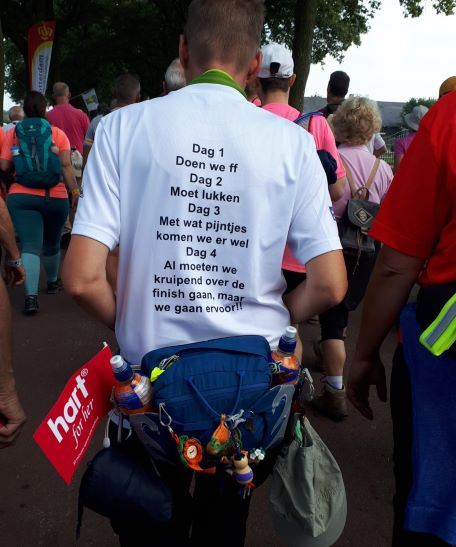 Dag 1
Doen we ff
Dag 2
Moet lukken
Dag 3
Met wat pijntjes
komen we er wel
Dag 4
Al moeten we
kruipend over de
finish gaan, maar
we gaan ervoor!!
hart®
for her